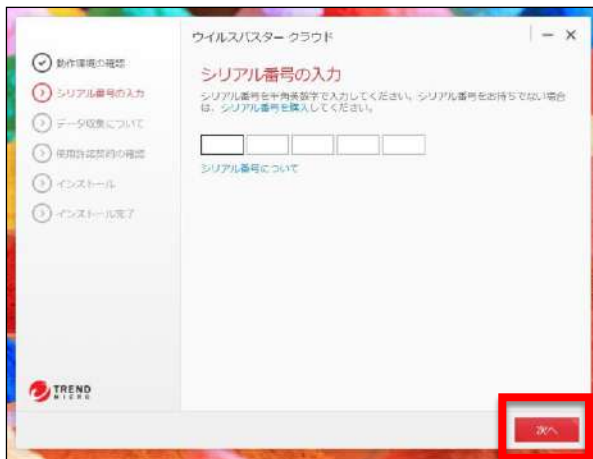 ウイルスバスター クラウド
動作環境の確認
シリアル番号の入力
データ収集について
使用許諾契約の確認
インストール
インストール完了
シリアル番号の入力
シリアル番号を半角英数字で入力してください。シリアル番号をお持ちでない場合
は、シリアル番号を購入してください。
シリアル番号について
TREND
MICRO
次へ